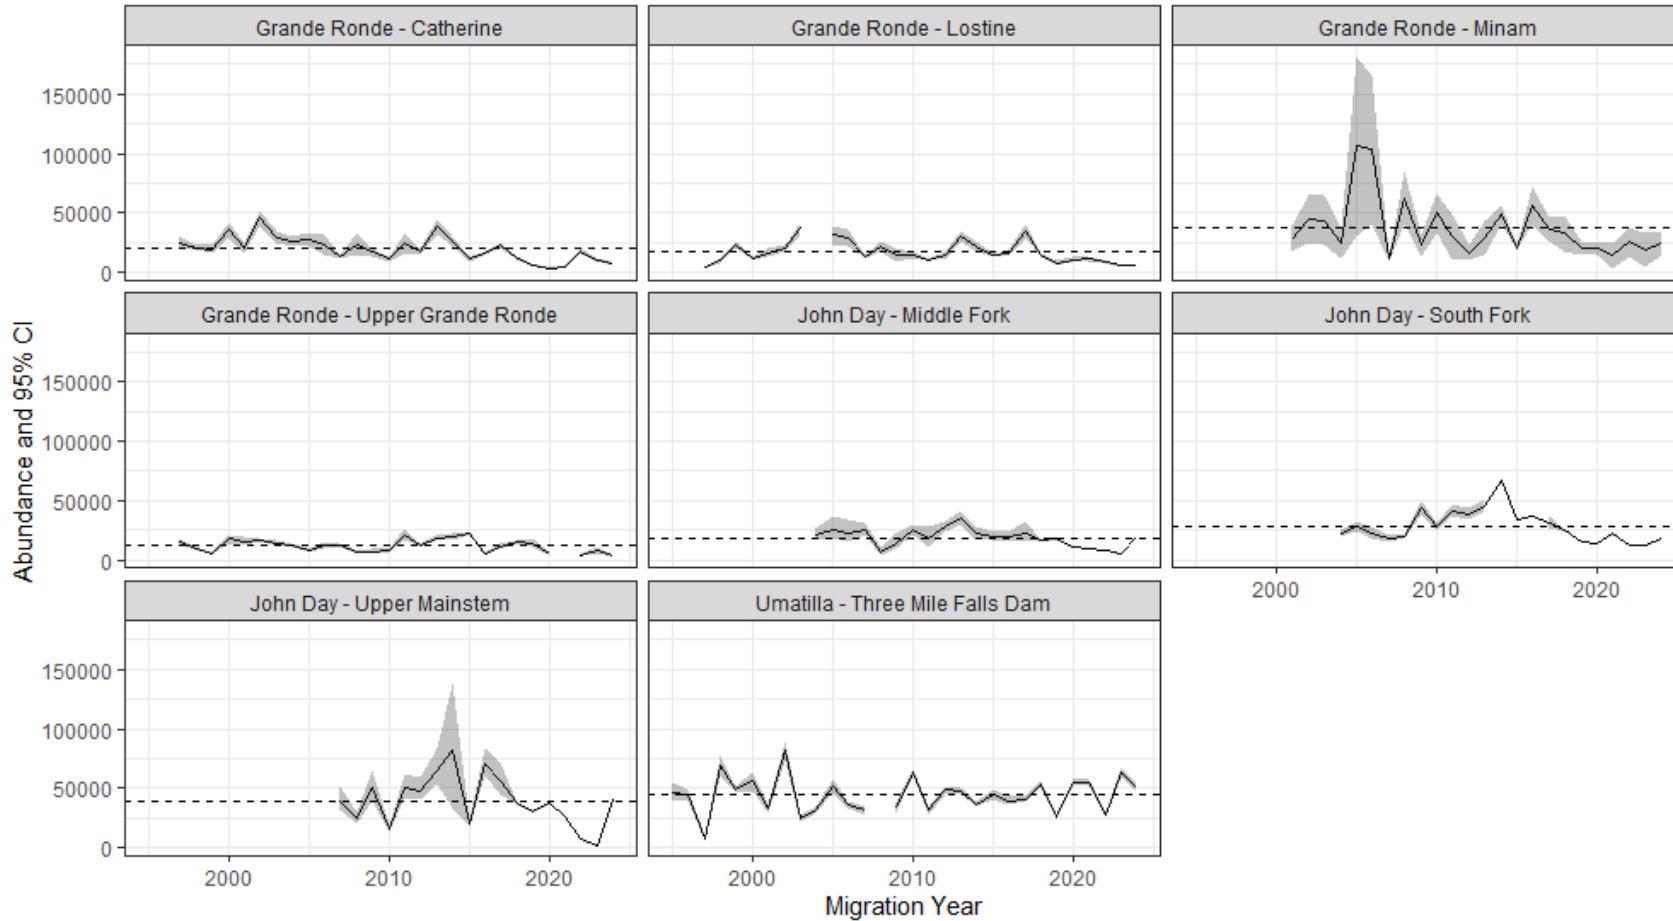 Grande Ronde - Catherine
Grande Ronde - Lostine
Grande Ronde - Minam
150000
100000
50000
0
Grande Ronde - Upper Grande Ronde
John Day - Middle Fork
John Day - South Fork
Abundance and 95% CI
150000
100000
50000
0
2000
2010
2020
John Day - Upper Mainstem
Umatilla - Three Mile Falls Dam
150000
100000
50000
0
2000
2010
2020
2000
2010
2020
Migration Year